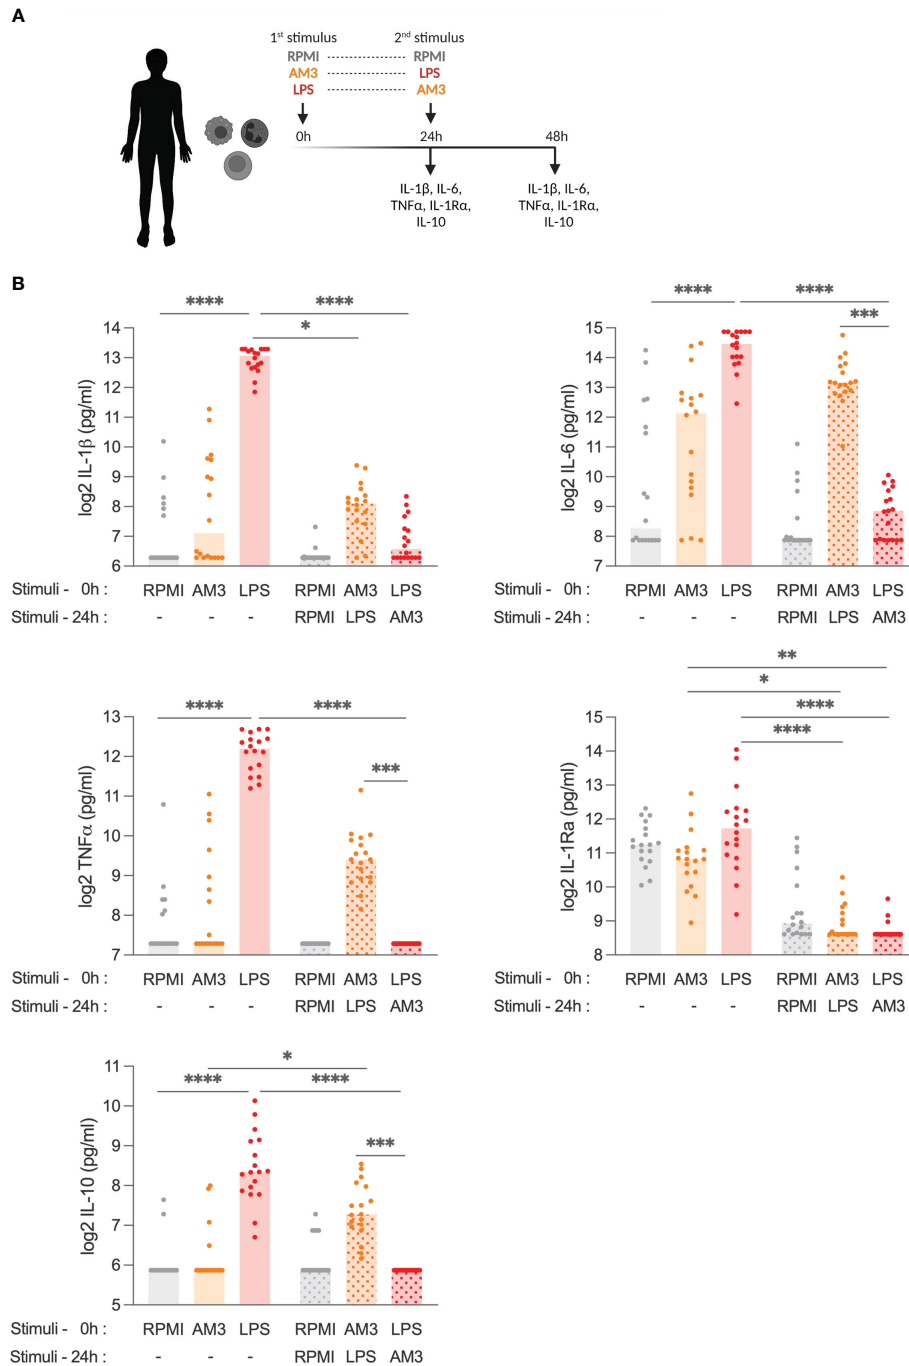 A
1st stimulus 2nd stimulus
RPMI RPMI
AM3 LPS
LPS AM3
0h 24h 48h
IL-1β, IL-6, IL-1β, IL-6,
TNFα, IL-1Rα, TNFα, IL-1Rα,
IL-10 IL-10
B
**** ****
*
log2 IL-1β (pg/ml)
14
13
12
11
10
9
8
7
6
Stimuli - 0h : RPMI AM3 LPS RPMI AM3 LPS
Stimuli - 24h : - - - RPMI LPS AM3
**** ****
***
log2 IL-6 (pg/ml)
15
14
13
12
11
10
9
8
7
Stimuli - 0h : RPMI AM3 LPS RPMI AM3 LPS
Stimuli - 24h : - - - RPMI LPS AM3
**** ****
***
log2 TNFα (pg/ml)
13
12
11
10
9
8
7
Stimuli - 0h : RPMI AM3 LPS RPMI AM3 LPS
Stimuli - 24h : - - - RPMI LPS AM3
**
*
****
****
log2 IL-1Ra (pg/ml)
15
14
13
12
11
10
9
8
Stimuli - 0h : RPMI AM3 LPS RPMI AM3 LPS
Stimuli - 24h : - - - RPMI LPS AM3
*
**** ****
***
log2 IL-10 (pg/ml)
11
10
9
8
7
6
5
Stimuli - 0h : RPMI AM3 LPS RPMI AM3 LPS
Stimuli - 24h : - - - RPMI LPS AM3